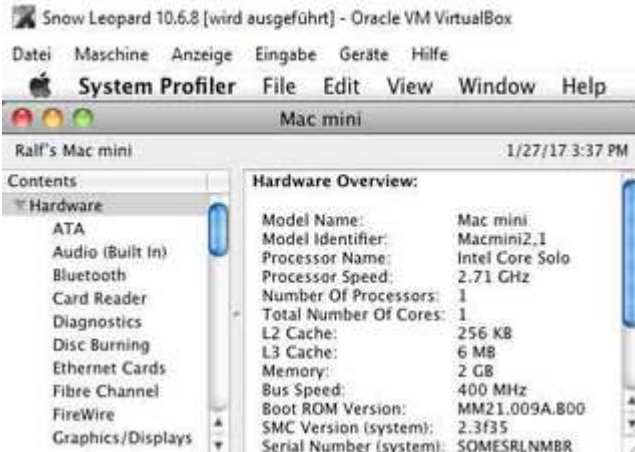 Snow Leopard 10.6.8 [wird ausgeführt] - Oracle VM VirtualBox
Datei Maschine Anzeige Eingabe Geräte Hilfe
System Profiler File Edit View Window Help
Mac mini
Ralf's Mac mini 1/27/17 3:37 PM
Contents
Hardware
ATA
Audio (Built In)
Bluetooth
Card Reader
Diagnostics
Disc Burning
Ethernet Cards
Fibre Channel
FireWire
Graphics/Displays
Hardware Overview:
Model Name: Mac mini
Model Identifier: Macmini2,1
Processor Name: Intel Core Solo
Processor Speed: 2.71 GHz
Number Of Processors: 1
Total Number Of Cores: 1
L2 Cache: 256 KB
L3 Cache: 6 MB
Memory: 2 GB
Bus Speed: 400 MHz
Boot ROM Version: MM21.009A.B00
SMC Version (system): 2.3f35
Serial Number (system): SOMESRLNMBR